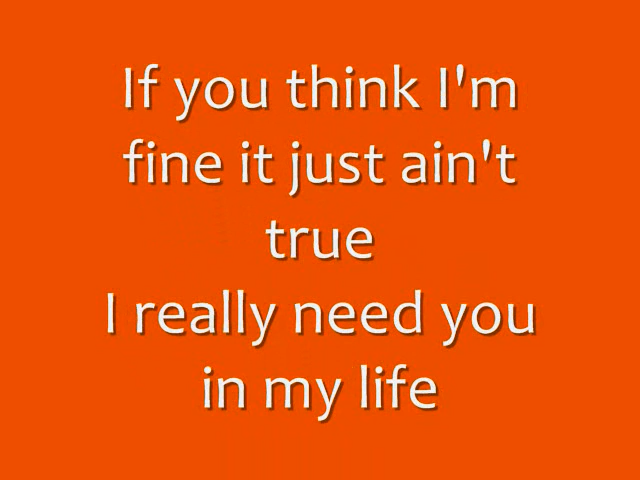 If you think I'm
fine it just ain't
true
I really need you
in my life